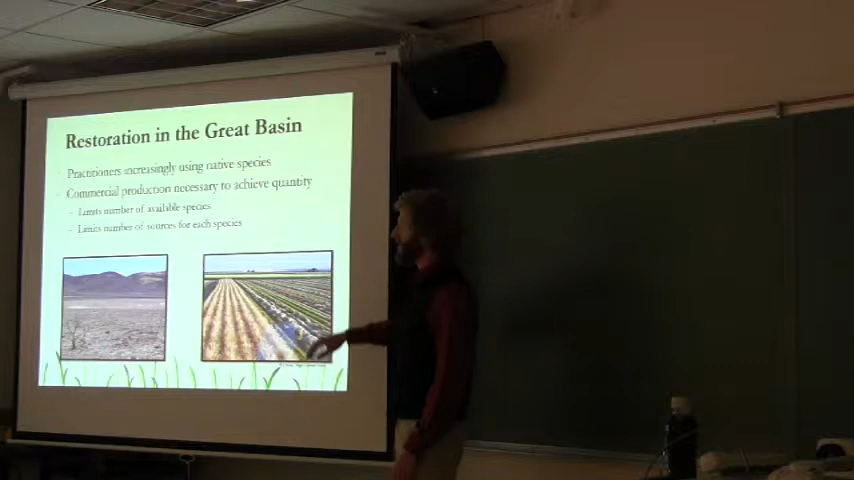 Restoration in the Great Basin
Practitioners increasingly using native species
Commercial production necessary to achieve quantity
– Limits number of available species
– Limits number of sources for each species